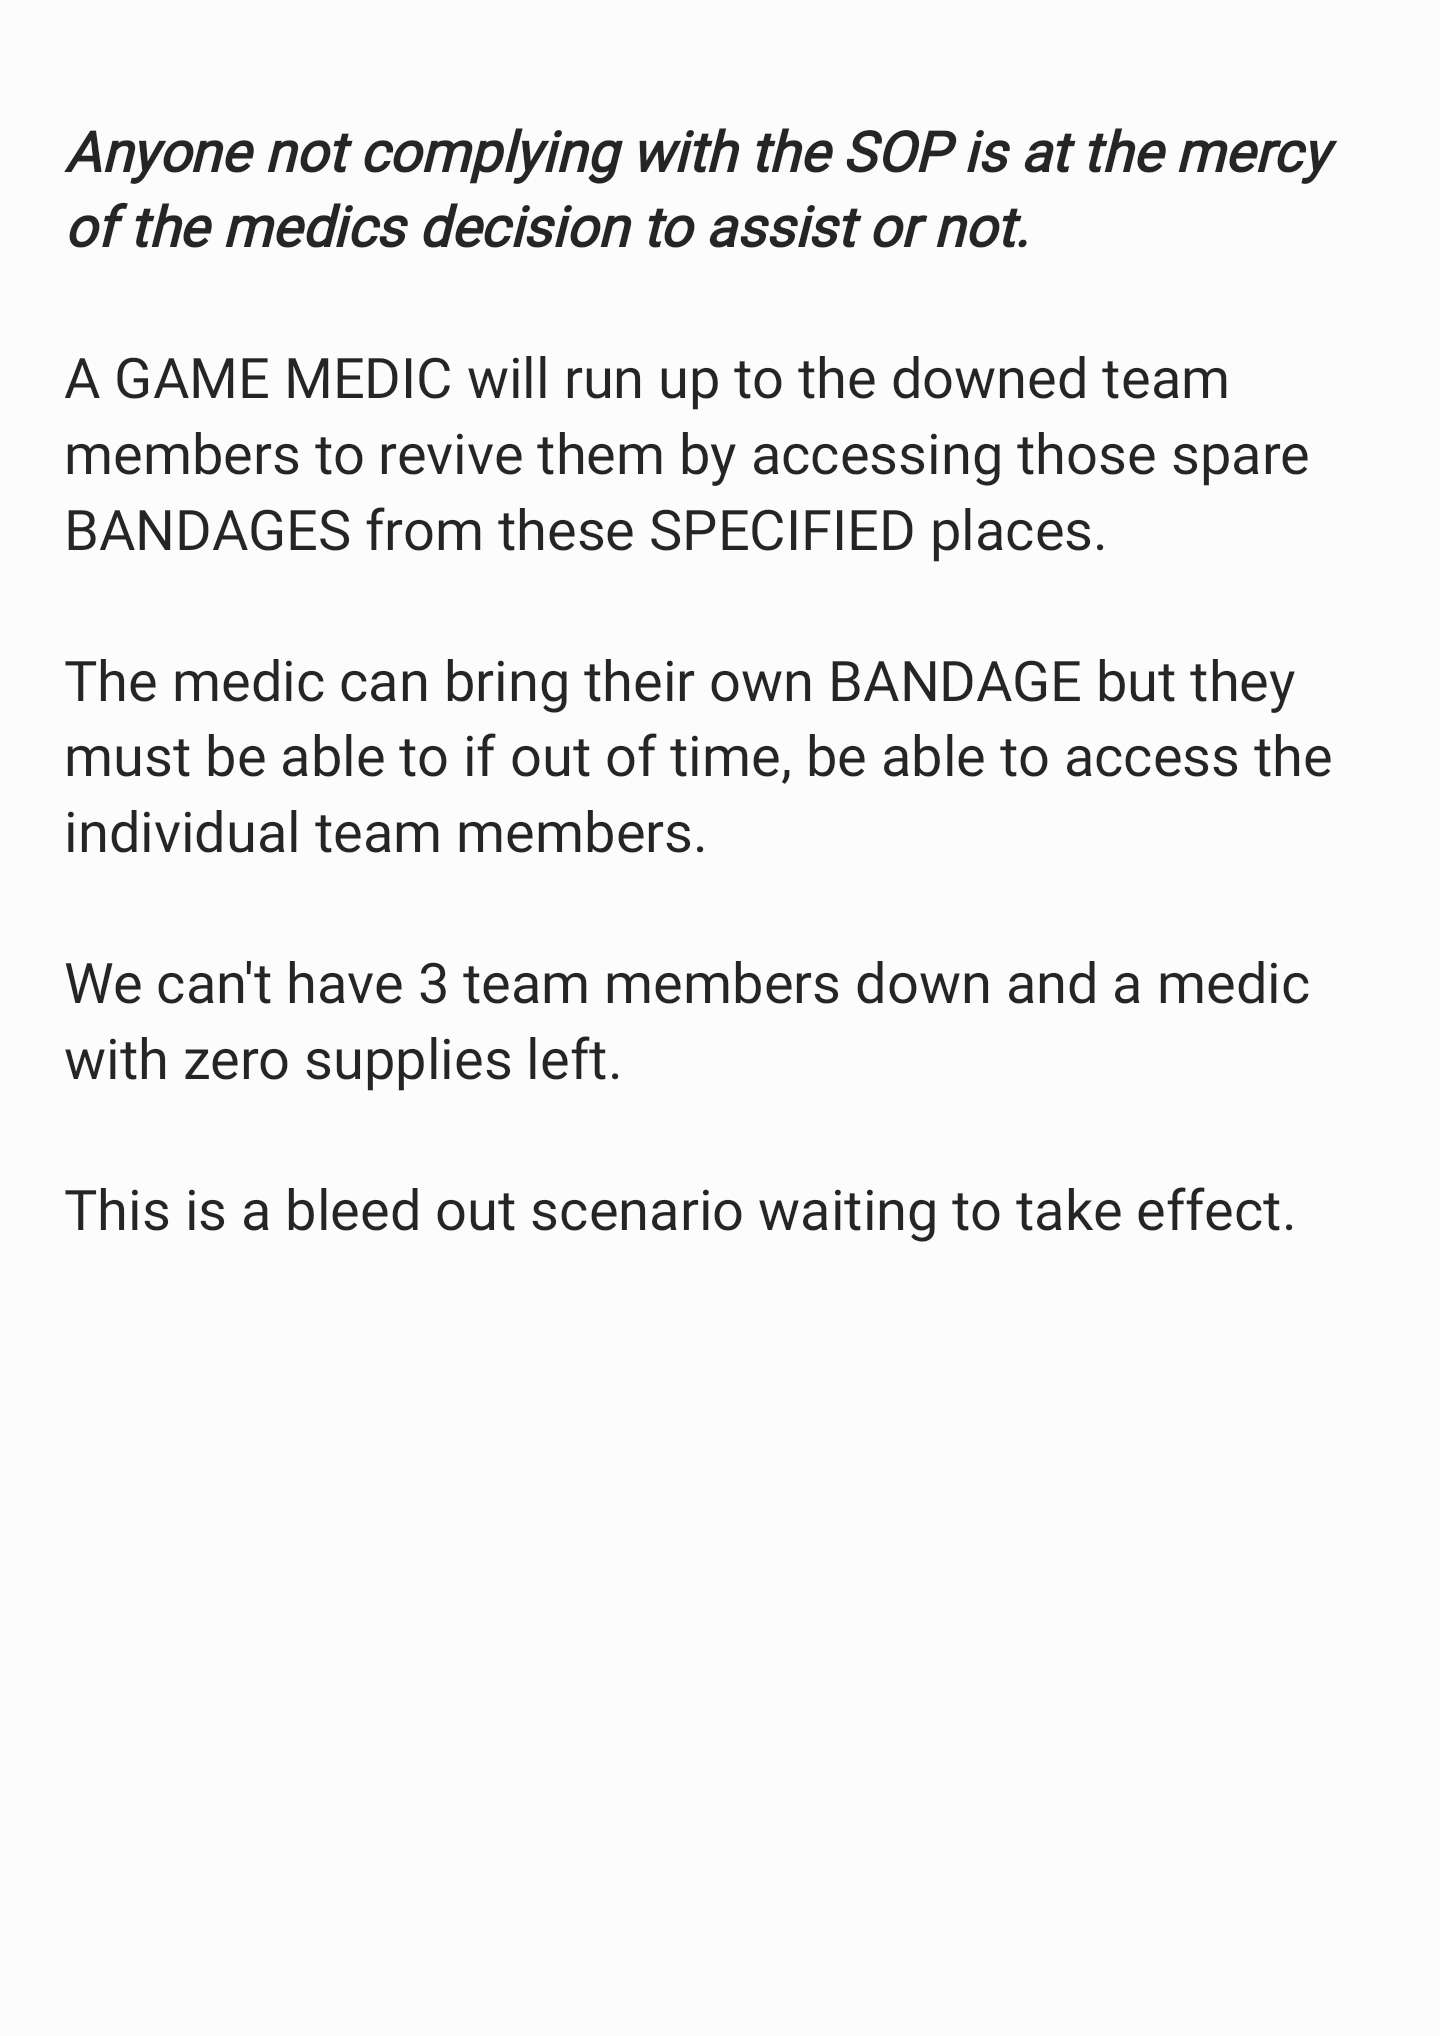 Anyone not complying with the SOP is at the mercy
of the medics decision to assist or not.
A GAME MEDIC will run up to the downed team
members to revive them by accessing those spare
BANDAGES from these SPECIFIED places.
The medic can bring their own BANDAGE but they
must be able to if out of time, be able to access the
individual team members.
We can't have 3 team members down and a medic
with zero supplies left.
This is a bleed out scenario waiting to take effect.